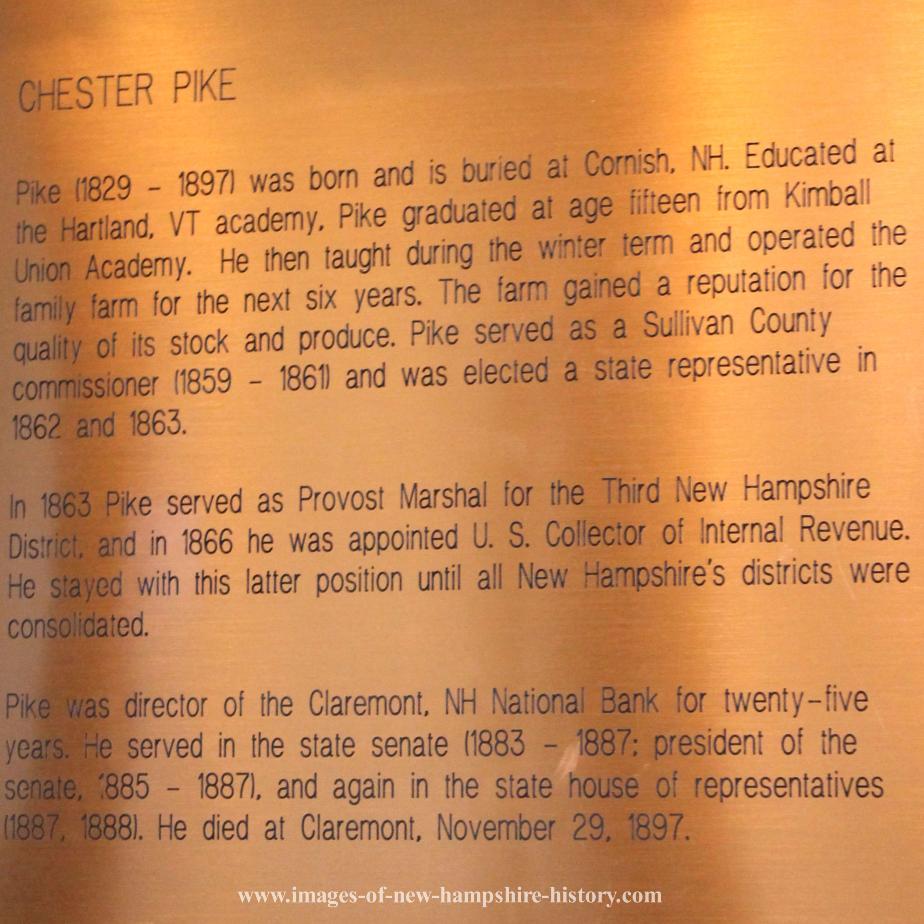 CHESTER PIKE
Pike (1829 – 1897) was born and is buried at Cornish, NH. Educated at
the Hartland, VT academy, Pike graduated at age fifteen from Kimball
Union Academy. He then taught during the winter term and operated the
family farm for the next six years. The farm gained a reputation for the
quality of its stock and produce. Pike served as a Sullivan County
commissioner (1859 – 1861) and was elected a state representative in
1862 and 1863.
In 1863 Pike served as Provost Marshal for the Third New Hampshire
District, and in 1866 he was appointed U. S. Collector of Internal Revenue.
He stayed with this latter position until all New Hampshire's districts were
consolidated.
Pike was director of the Claremont, NH National Bank for twenty-five
years. He served in the state senate (1883 – 1887; president of the
senate, 1885 – 1887), and again in the state house of representatives
(1887, 1888). He died at Claremont, November 29, 1897.
www.images-of-new-hampshire-history.com